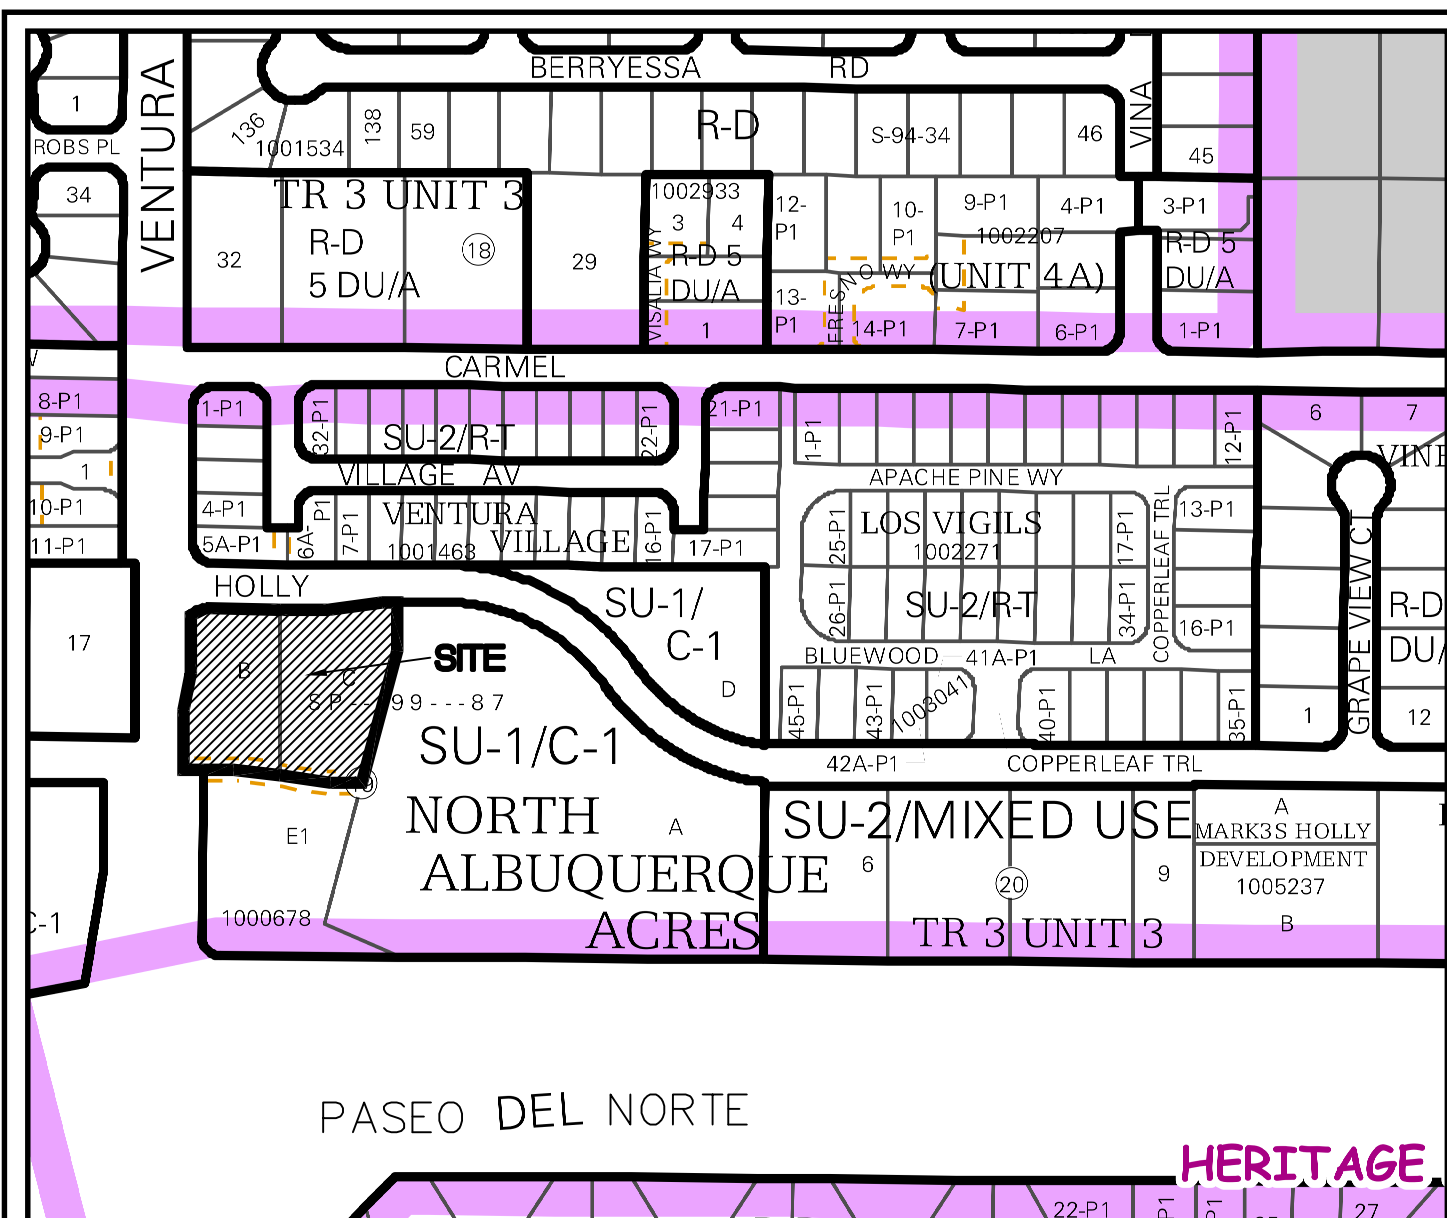 BERRYESSA RD
VENTURA
VINA
1
ROBS PL
34
136
1001534
138
59
R-D
S-94-34
46
45
TR 3 UNIT 3
R-D
5 DU/A
18
32
29
1002933
3
4
R-D 5
DU/A
VISALIA WY
1
12-
P1
10-
P1
9-P1
4-P1
3-P1
1002207
(UNIT 4A)
R-D 5
DU/A
FRESNO WY
13-
P1
14-P1
7-P1
6-P1
1-P1
CARMEL
8-P1
9-P1
1
10-P1
11-P1
1-P1
32-P1
SU-2/R-T
22-P1
21-P1
1-P1
12-P1
6
7
VILLAGE AV
APACHE PINE WY
4-P1
5A-P1
6A-P1
7-P1
VENTURA
VILLAGE
1001463
16-P1
17-P1
25-P1
LOS VIGILS
1002271
17-P1
COPPERLEAF TRL
13-P1
GRAPE VIEW CT
HOLLY
17
SU-1/
C-1
D
26-P1
SU-2/R-T
34-P1
16-P1
R-D
DU/
B
C
SITE
SP---99---87
BLUEWOOD LA
41A-P1
45-P1
43-P1
1003041
40-P1
35-P1
1
12
SU-1/C-1
42A-P1
COPPERLEAF TRL
19
NORTH
ALBUQUERQUE
ACRES
A
E1
1000678
C-1
SU-2/MIXED USE
6
20
9
TR 3 UNIT 3
A
MARK3S HOLLY
DEVELOPMENT
1005237
B
PASEO DEL NORTE
HERITAGE
22-P1
P1
P1
27